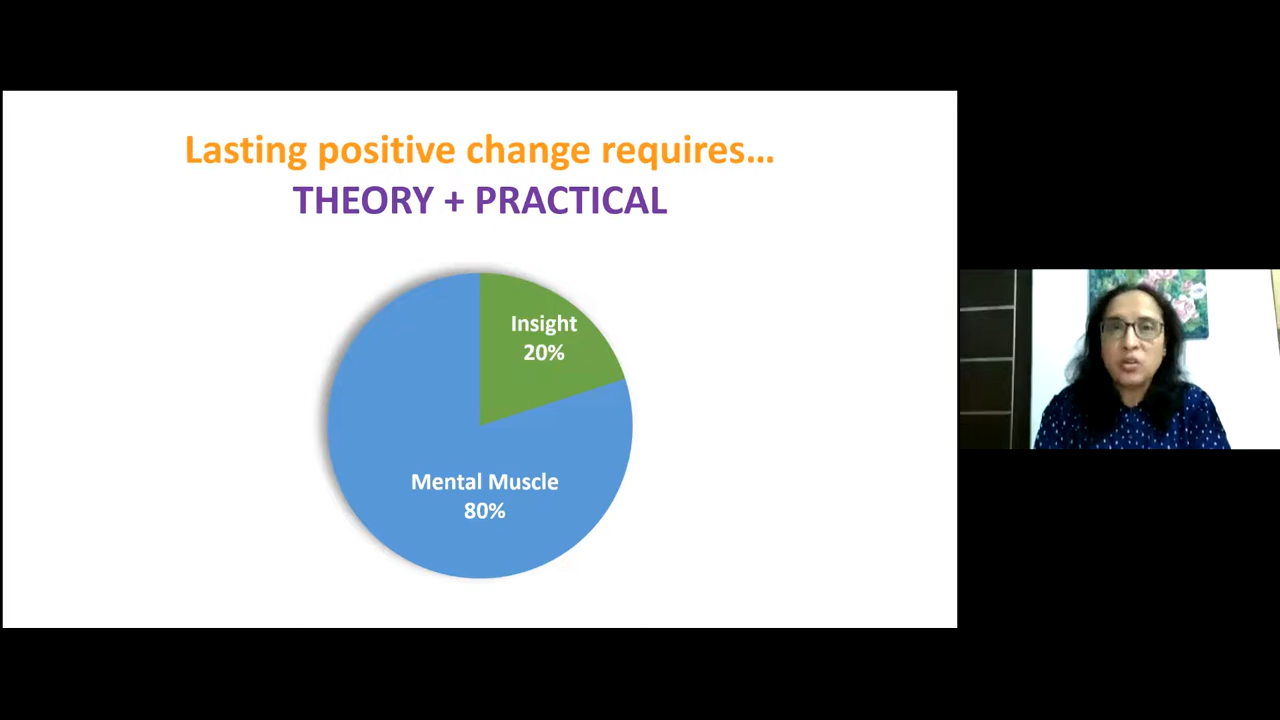 Lasting positive change requires…
THEORY + PRACTICAL
Insight
20%
Mental Muscle
80%